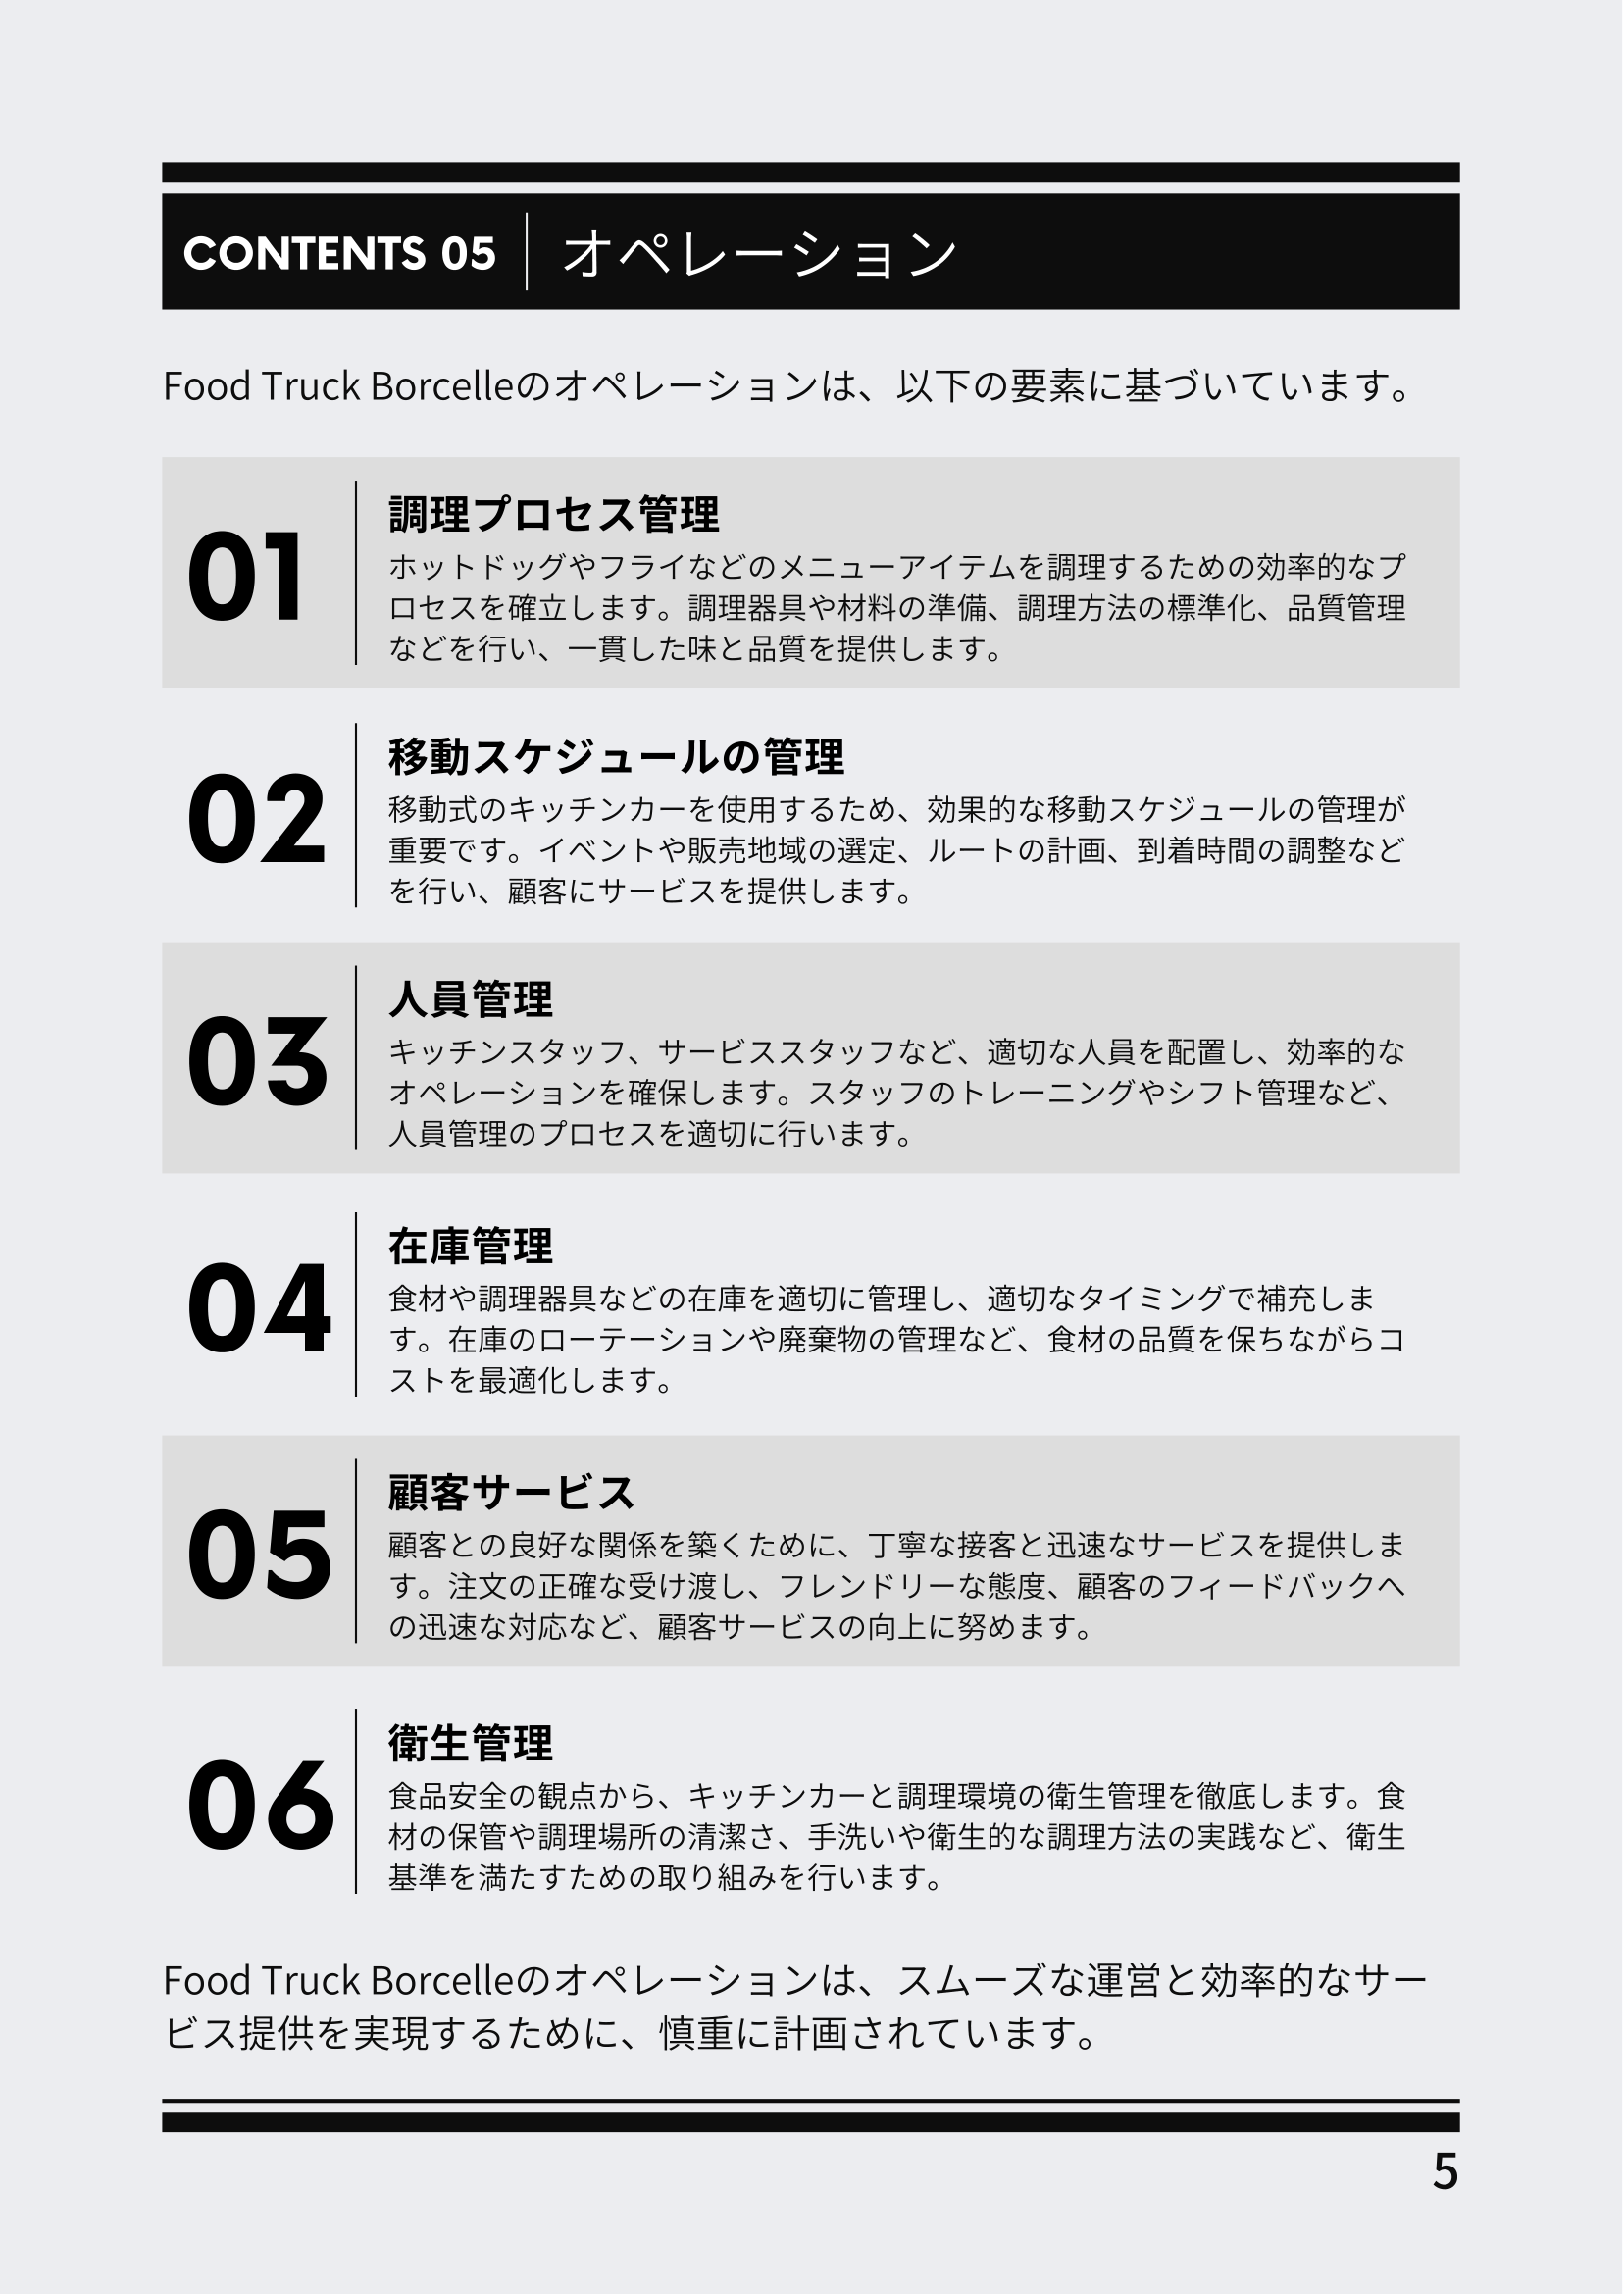 CONTENTS 05 オペレーション
Food Truck Borcelleのオペレーションは、以下の要素に基づいています。
01
調理プロセス管理
ホットドッグやフライなどのメニューアイテムを調理するための効率的なプ
ロセスを確立します。調理器具や材料の準備、調理方法の標準化、品質管理
などを行い、一貫した味と品質を提供します。
02
移動スケジュールの管理
移動式のキッチンカーを使用するため、効果的な移動スケジュールの管理が
重要です。イベントや販売地域の選定、ルートの計画、到着時間の調整など
を行い、顧客にサービスを提供します。
03
人員管理
キッチンスタッフ、サービススタッフなど、適切な人員を配置し、効率的な
オペレーションを確保します。スタッフのトレーニングやシフト管理など、
人員管理のプロセスを適切に行います。
04
在庫管理
食材や調理器具などの在庫を適切に管理し、適切なタイミングで補充しま
す。在庫のローテーションや廃棄物の管理など、食材の品質を保ちながらコ
ストを最適化します。
05
顧客サービス
顧客との良好な関係を築くために、丁寧な接客と迅速なサービスを提供しま
す。注文の正確な受け渡し、フレンドリーな態度、顧客のフィードバックへ
の迅速な対応など、顧客サービスの向上に努めます。
06
衛生管理
食品安全の観点から、キッチンカーと調理環境の衛生管理を徹底します。食
材の保管や調理場所の清潔さ、手洗いや衛生的な調理方法の実践など、衛生
基準を満たすための取り組みを行います。
Food Truck Borcelleのオペレーションは、スムーズな運営と効率的なサー
ビス提供を実現するために、慎重に計画されています。
5